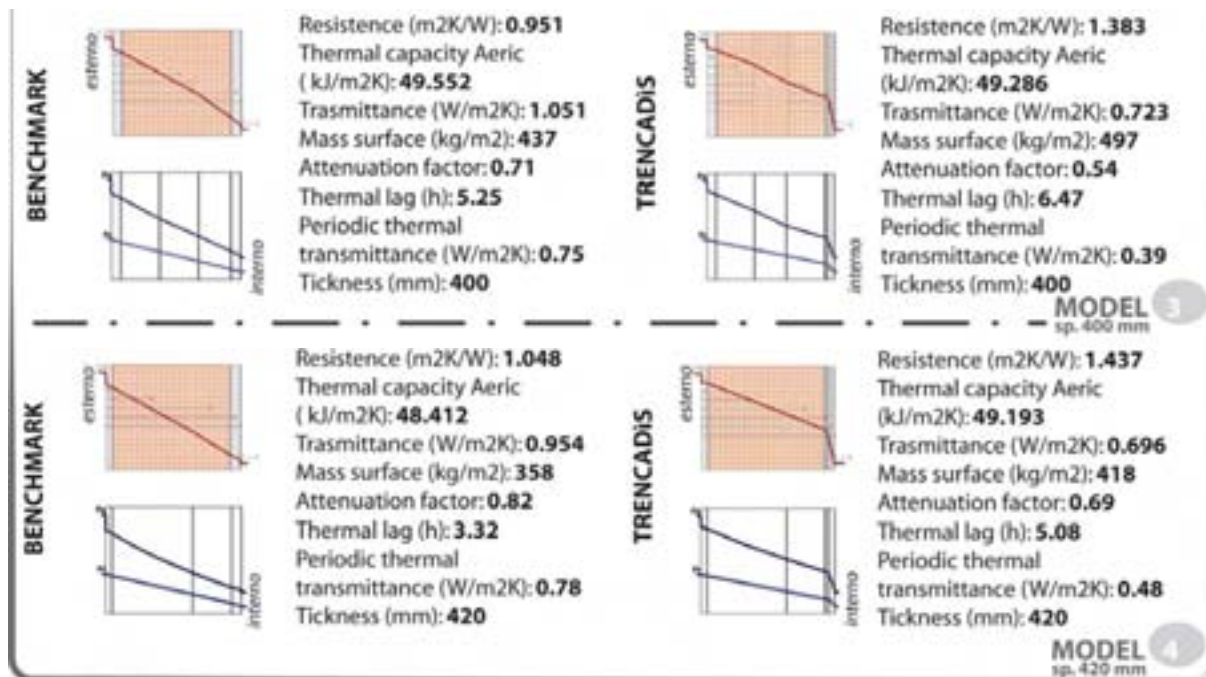 BENCHMARK
esterno
interno
Resistence (m2K/W): 0.951
Thermal capacity Aeric
( kJ/m2K): 49.552
Trasmittance (W/m2K): 1.051
Mass surface (kg/m2): 437
Attenuation factor: 0.71
Thermal lag (h): 5.25
Periodic thermal
transmittance (W/m2K): 0.75
Tickness (mm): 400
TRENCADiS
esterno
interno
Resistence (m2K/W): 1.383
Thermal capacity Aeric
(kJ/m2K): 49.286
Trasmittance (W/m2K): 0.723
Mass surface (kg/m2): 497
Attenuation factor: 0.54
Thermal lag (h): 6.47
Periodic thermal
transmittance (W/m2K): 0.39
Tickness (mm): 400
MODEL 3
sp. 400 mm
BENCHMARK
esterno
interno
Resistence (m2K/W): 1.048
Thermal capacity Aeric
( kJ/m2K): 48.412
Trasmittance (W/m2K): 0.954
Mass surface (kg/m2): 358
Attenuation factor: 0.82
Thermal lag (h): 3.32
Periodic thermal
transmittance (W/m2K): 0.78
Tickness (mm): 420
TRENCADiS
esterno
interno
Resistence (m2K/W): 1.437
Thermal capacity Aeric
(kJ/m2K): 49.193
Trasmittance (W/m2K): 0.696
Mass surface (kg/m2): 418
Attenuation factor: 0.69
Thermal lag (h): 5.08
Periodic thermal
transmittance (W/m2K): 0.48
Tickness (mm): 420
MODEL 4
sp. 420 mm